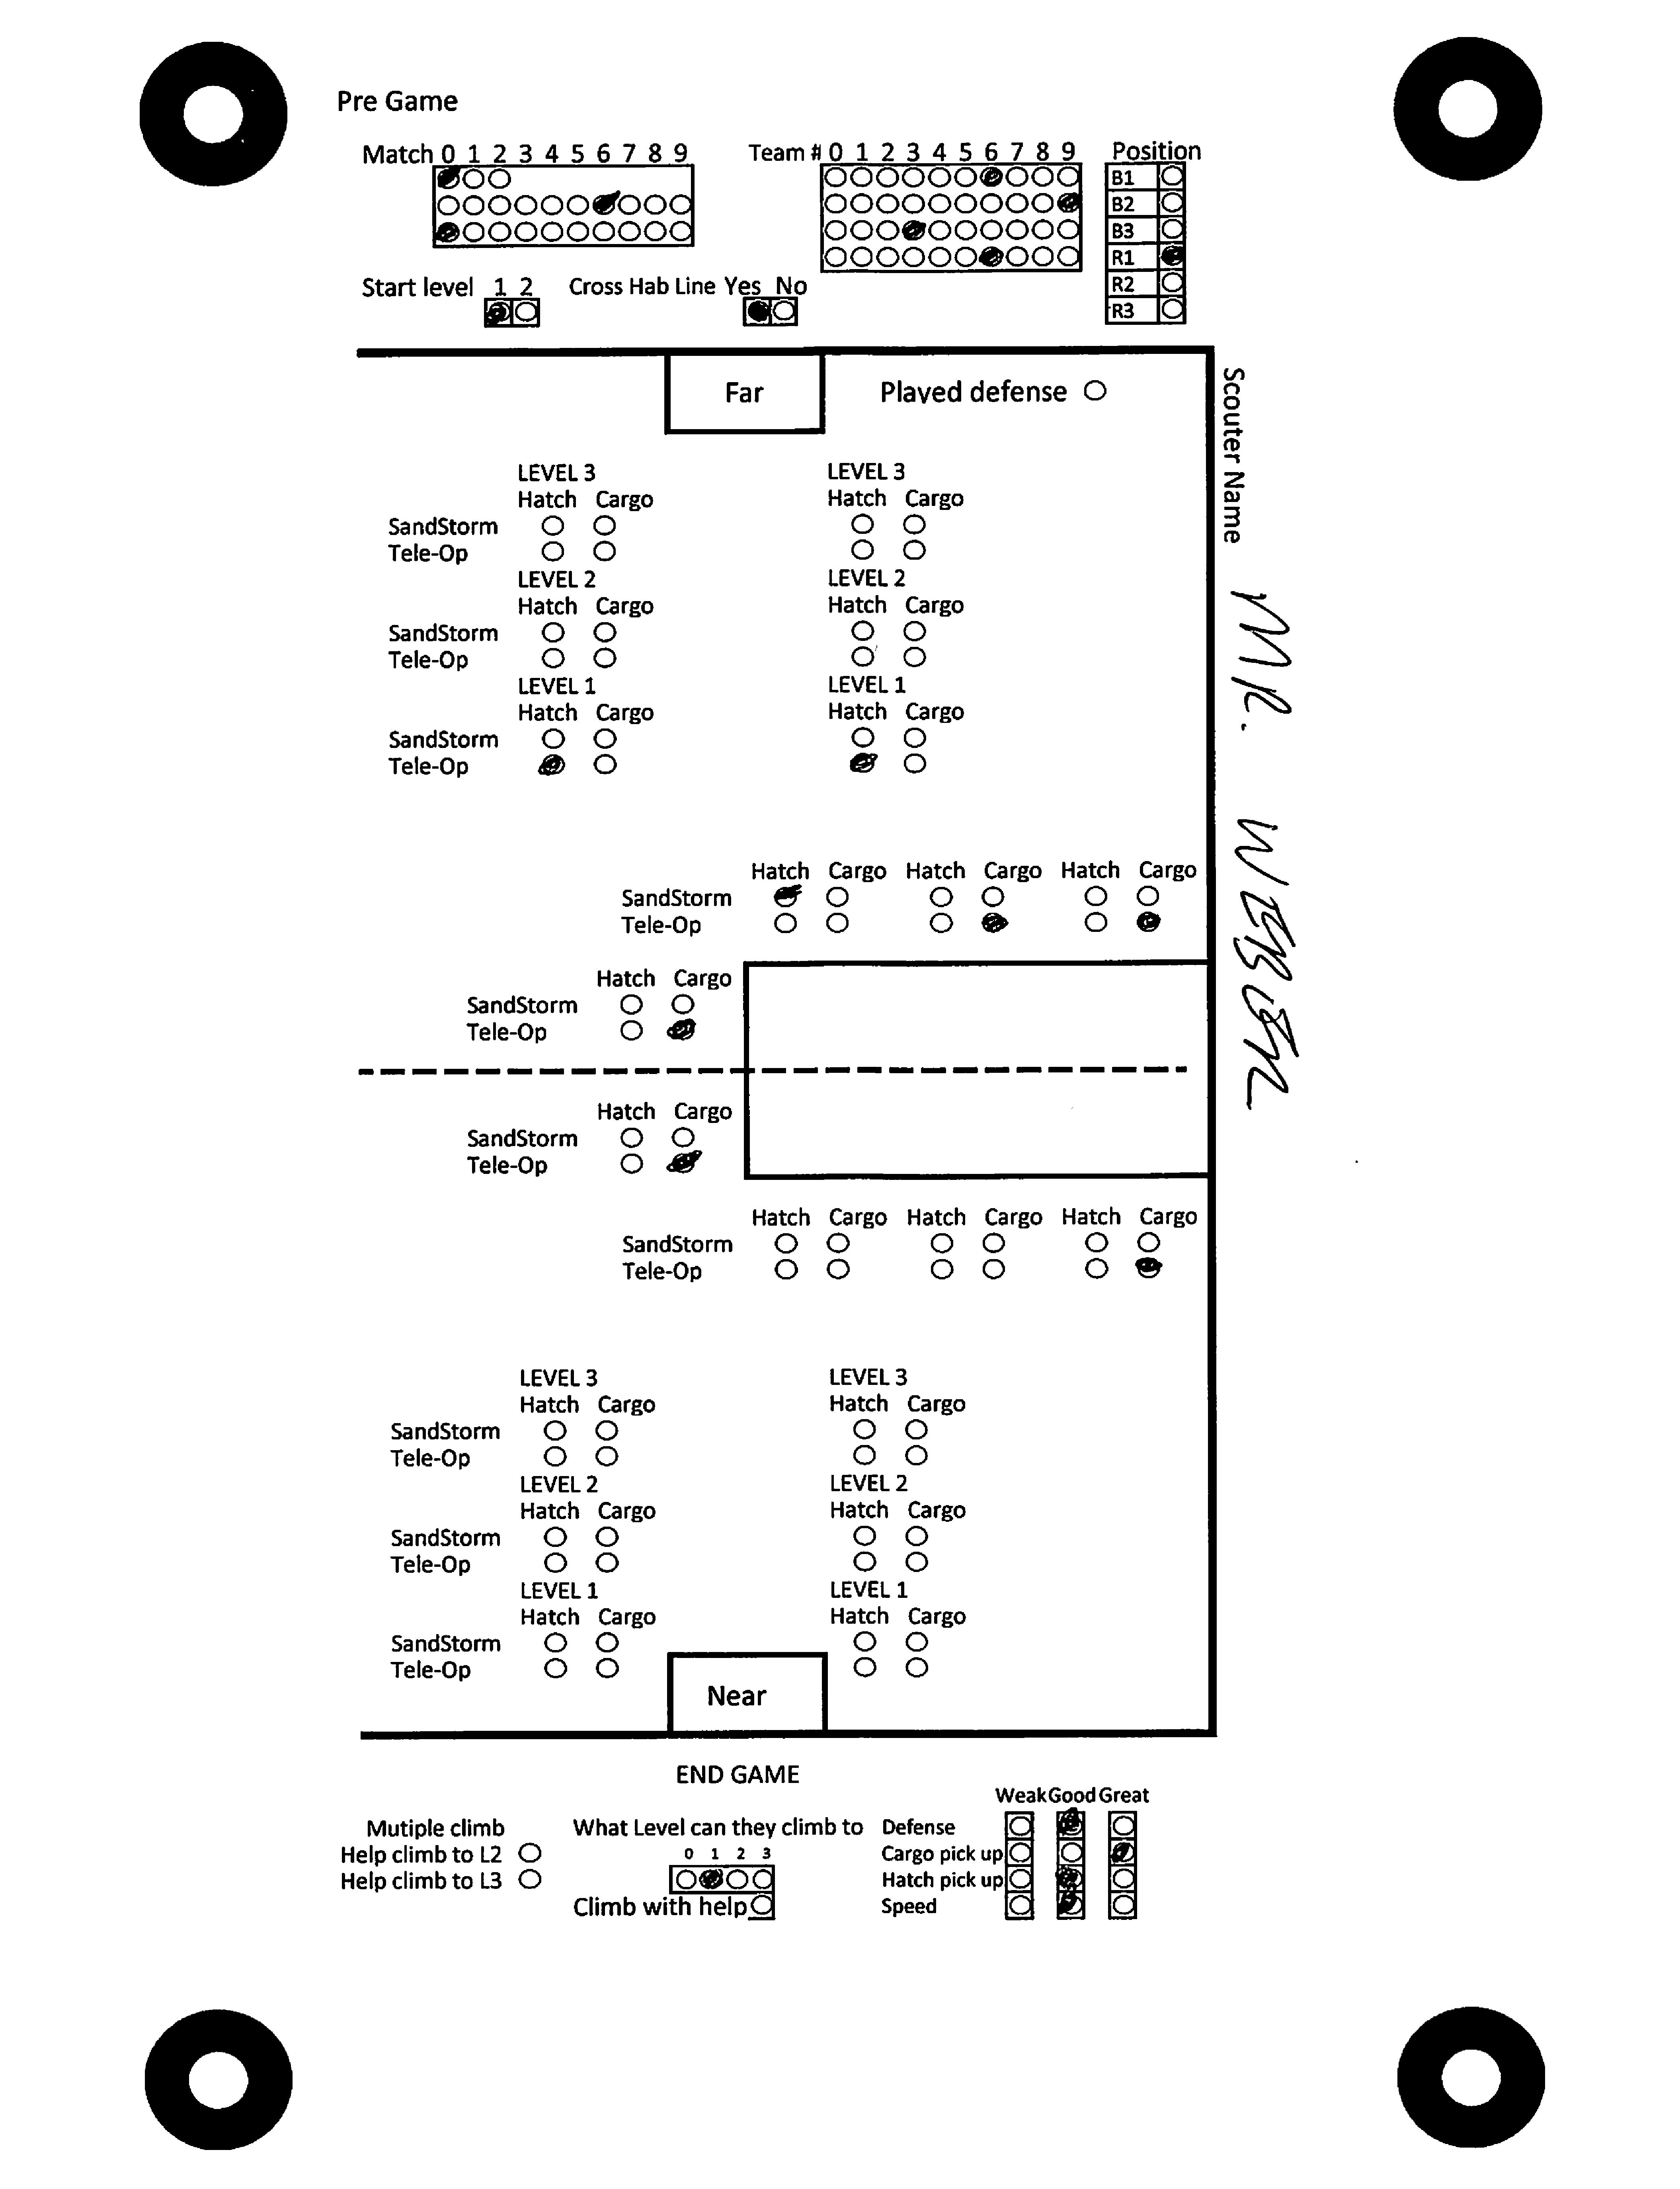 Pre Game
Match 0 1 2 3 4 5 6 7 8 9
Team # 0 1 2 3 4 5 6 7 8 9
Position
B1
B2
B3
R1
R2
R3
Start level 1 2
Cross Hab Line Yes No
Far
Played defense
Scouter Name
LEVEL 3 LEVEL 3
Hatch Cargo Hatch Cargo
SandStorm
Tele-Op
LEVEL 2 LEVEL 2
Hatch Cargo Hatch Cargo
SandStorm
Tele-Op
LEVEL 1 LEVEL 1
Hatch Cargo Hatch Cargo
SandStorm
Tele-Op
Hatch Cargo Hatch Cargo Hatch Cargo
SandStorm
Tele-Op
Hatch Cargo
SandStorm
Tele-Op
Hatch Cargo
SandStorm
Tele-Op
Hatch Cargo Hatch Cargo Hatch Cargo
SandStorm
Tele-Op
LEVEL 3 LEVEL 3
Hatch Cargo Hatch Cargo
SandStorm
Tele-Op
LEVEL 2 LEVEL 2
Hatch Cargo Hatch Cargo
SandStorm
Tele-Op
LEVEL 1 LEVEL 1
Hatch Cargo Hatch Cargo
SandStorm
Tele-Op
Near
END GAME
Mutiple climb
Help climb to L2
Help climb to L3
What Level can they climb to
0 1 2 3
Climb with help
Weak Good Great
Defense
Cargo pick up
Hatch pick up
Speed
MR.